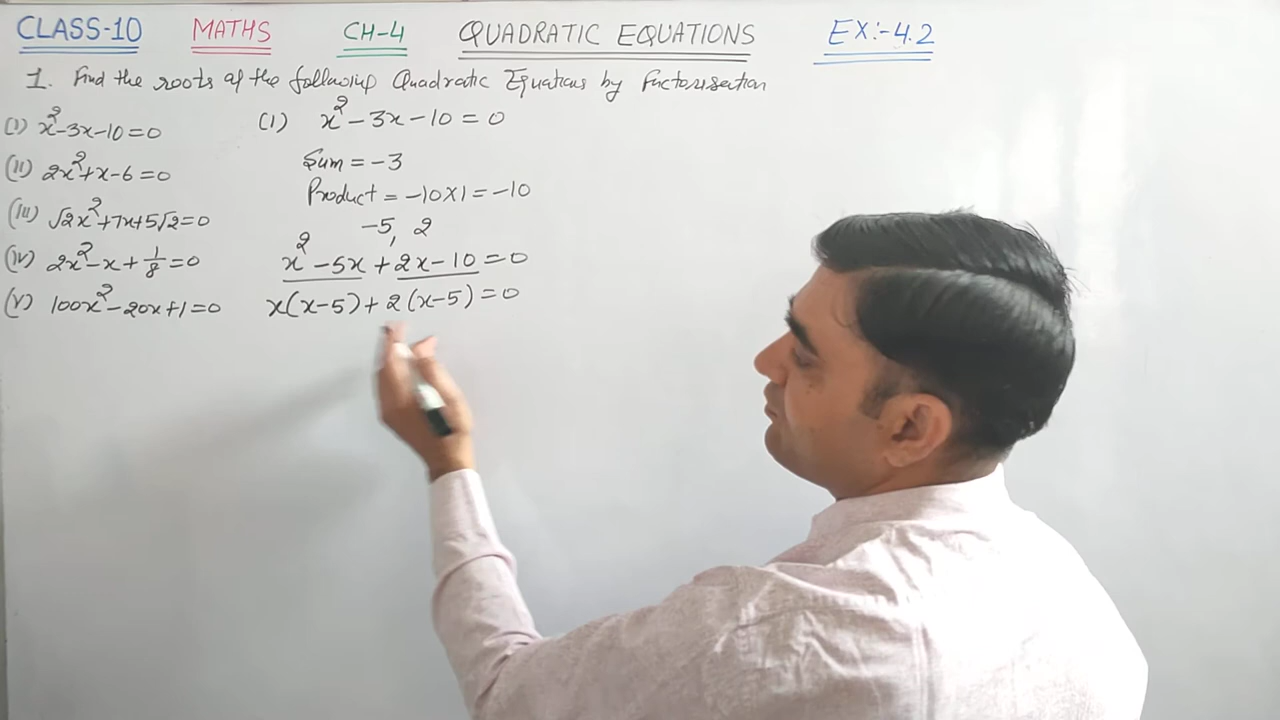 CLASS-10 MATHS CH-4 QUADRATIC EQUATIONS EX:-4.2
1. Find the roots of the following Quadratic Equations by Factorisation
(i) x²-3x-10=0
(ii) 2x²+x-6=0
(iii) √2x²+7x+5√2=0
(iv) 2x²-x+1/8=0
(v) 100x²-20x+1=0
(i) x²-3x-10=0
Sum = -3
Product = -10×1 = -10
-5, 2
x²-5x+2x-10=0
x(x-5)+2(x-5)=0